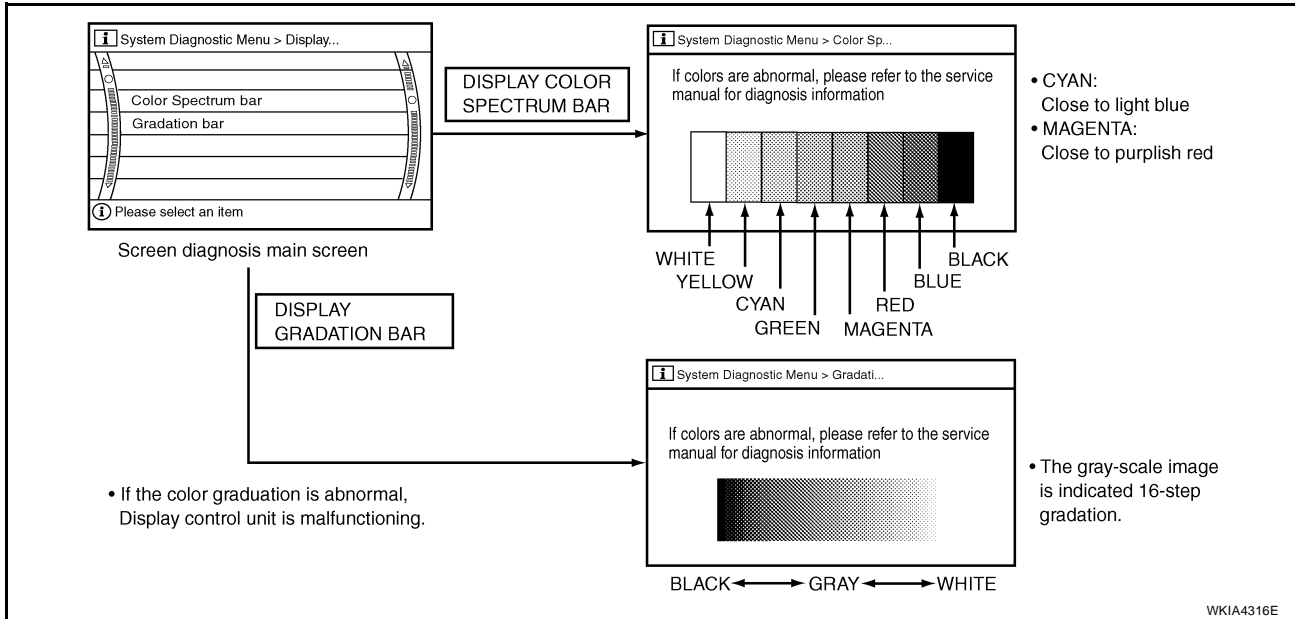 i System Diagnostic Menu > Display...
Color Spectrum bar
Gradation bar
i Please select an item
Screen diagnosis main screen
DISPLAY COLOR
SPECTRUM BAR
i System Diagnostic Menu > Color Sp...
If colors are abnormal, please refer to the service
manual for diagnosis information
WHITE
YELLOW
CYAN
GREEN
MAGENTA
RED
BLUE
BLACK
• CYAN:
Close to light blue
• MAGENTA:
Close to purplish red
DISPLAY
GRADATION BAR
• If the color graduation is abnormal,
Display control unit is malfunctioning.
i System Diagnostic Menu > Gradati...
If colors are abnormal, please refer to the service
manual for diagnosis information
BLACK GRAY WHITE
• The gray-scale image
is indicated 16-step
gradation.
WKIA4316E